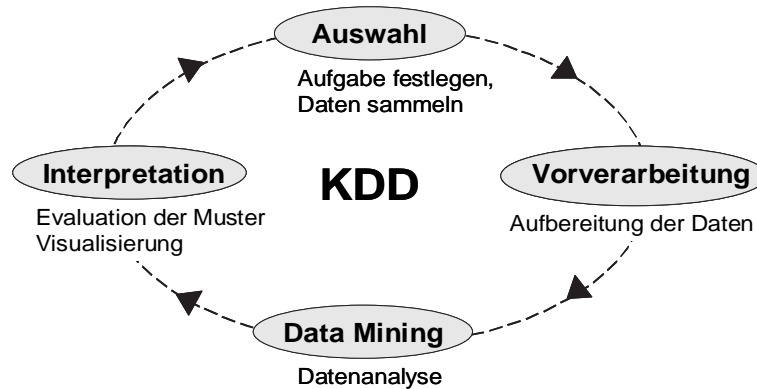 Auswahl
Aufgabe festlegen,
Daten sammeln
Interpretation
Evaluation der Muster
Visualisierung
KDD
Vorverarbeitung
Aufbereitung der Daten
Data Mining
Datenanalyse